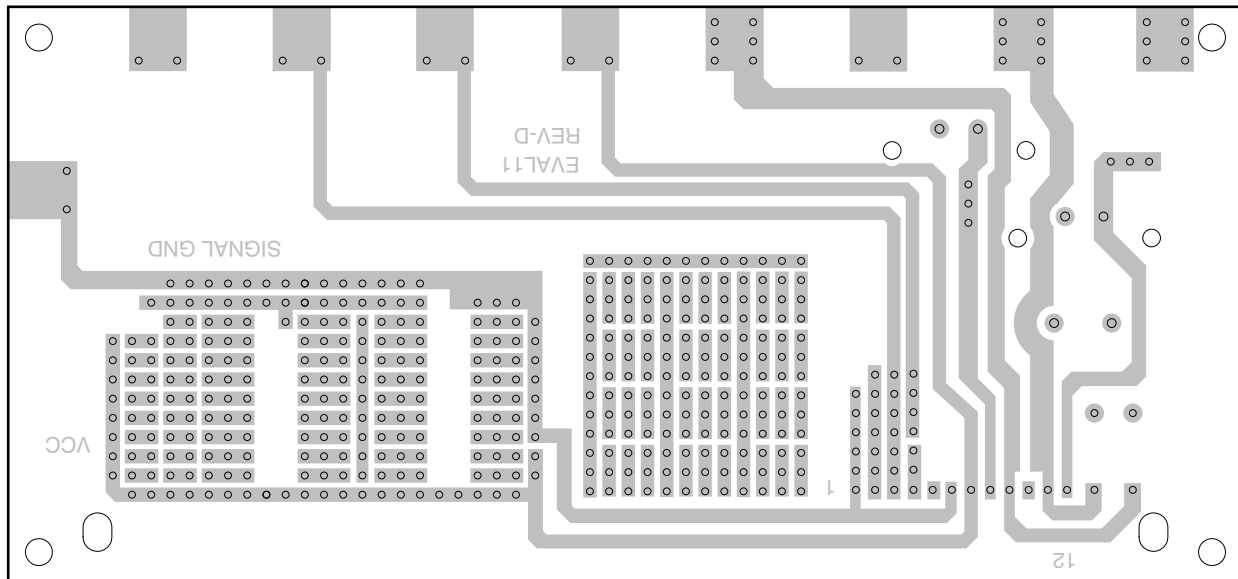 EVAL11
REV-D
SIGNAL GND
VCC
1
12